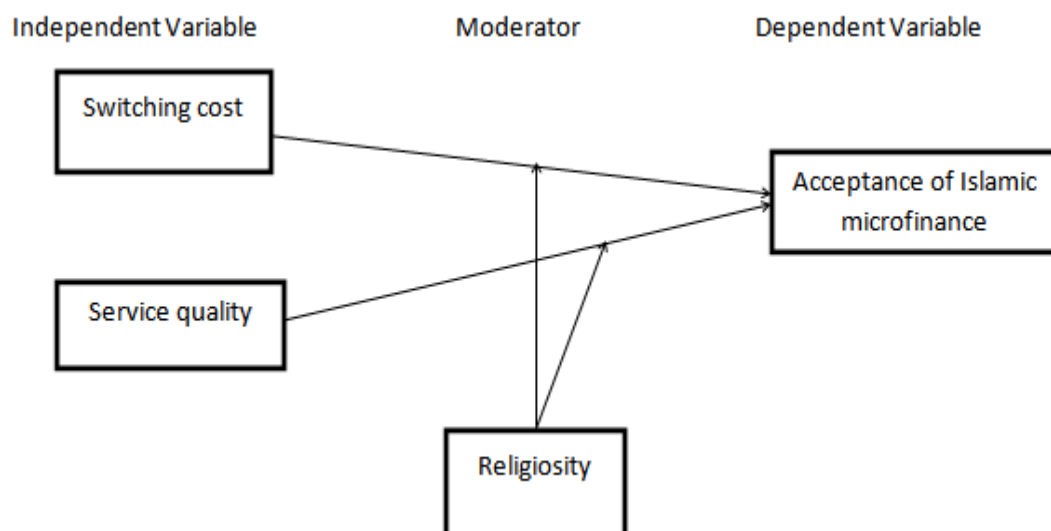 Independent Variable
Moderator
Dependent Variable
Switching cost
Acceptance of Islamic
microfinance
Service quality
Religiosity